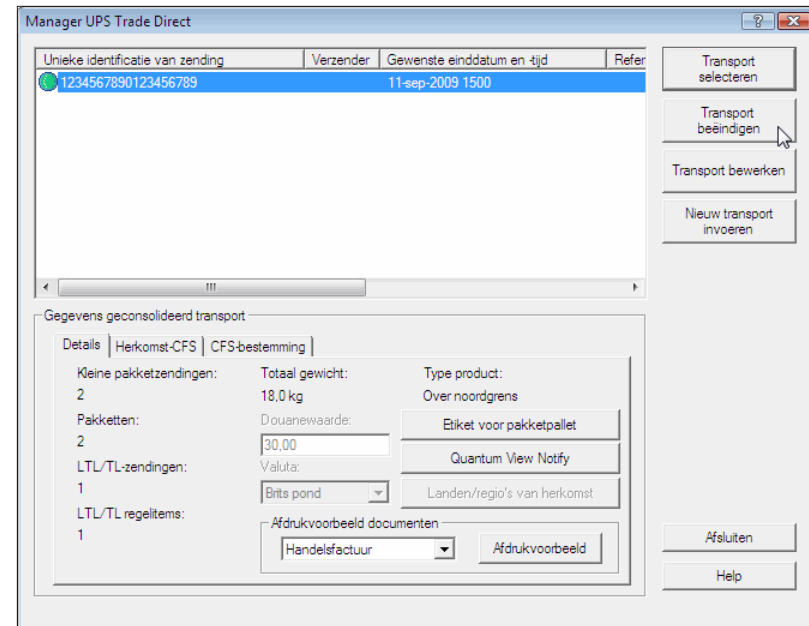 Manager UPS Trade Direct
Unieke identificatie van zending Verzender Gewenste einddatum en -tijd Refer
1234567890123456789 11-sep-2009 1500
Transport
selecteren
Transport
beëindigen
Transport bewerken
Nieuw transport
invoeren
Gegevens geconsolideerd transport
Details Herkomst-CFS CFS-bestemming
Kleine pakketzendingen: Totaal gewicht: Type product:
2 18,0 kg Over noordgrens
Pakketten: Douanewaarde: Etiket voor pakketpallet
2 30,00
LTL/TL-zendingen: Valuta: Quantum View Notify
1 Brits pond Landen/regio's van herkomst
LTL/TL regelitems:
1
Afdrukvoorbeeld documenten
Handelsfactuur Afdrukvoorbeeld
Afsluiten
Help